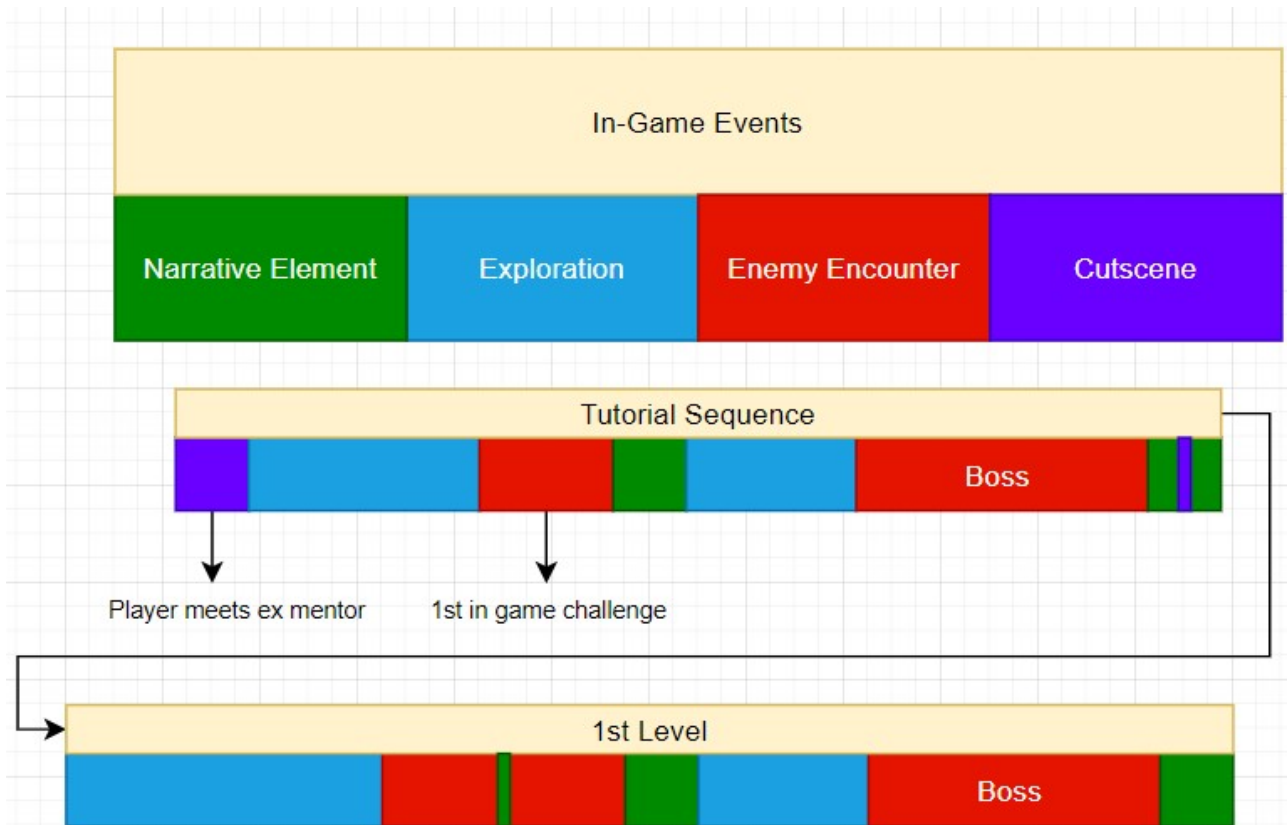 In-Game Events
Narrative Element
Exploration
Enemy Encounter
Cutscene
Tutorial Sequence
Boss
Player meets ex mentor
1st in game challenge
1st Level
Boss